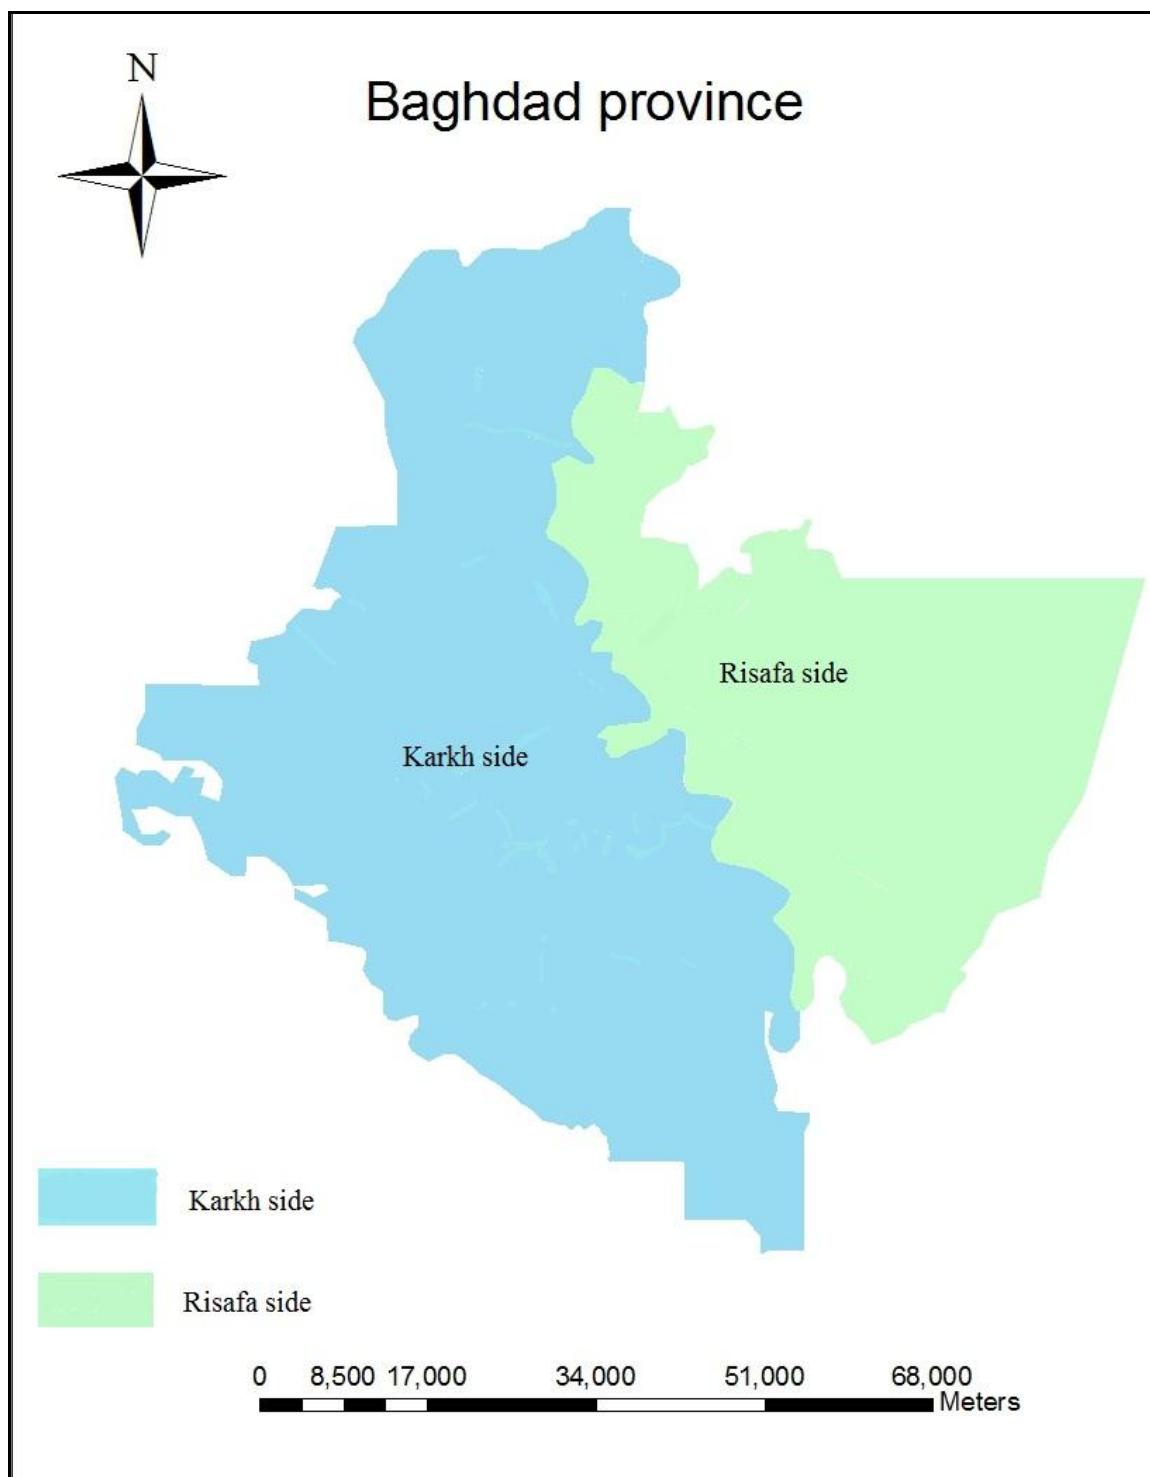 N
Baghdad province
Risafa side
Karkh side
Karkh side
Risafa side
0 8,500 17,000 34,000 51,000 68,000
Meters